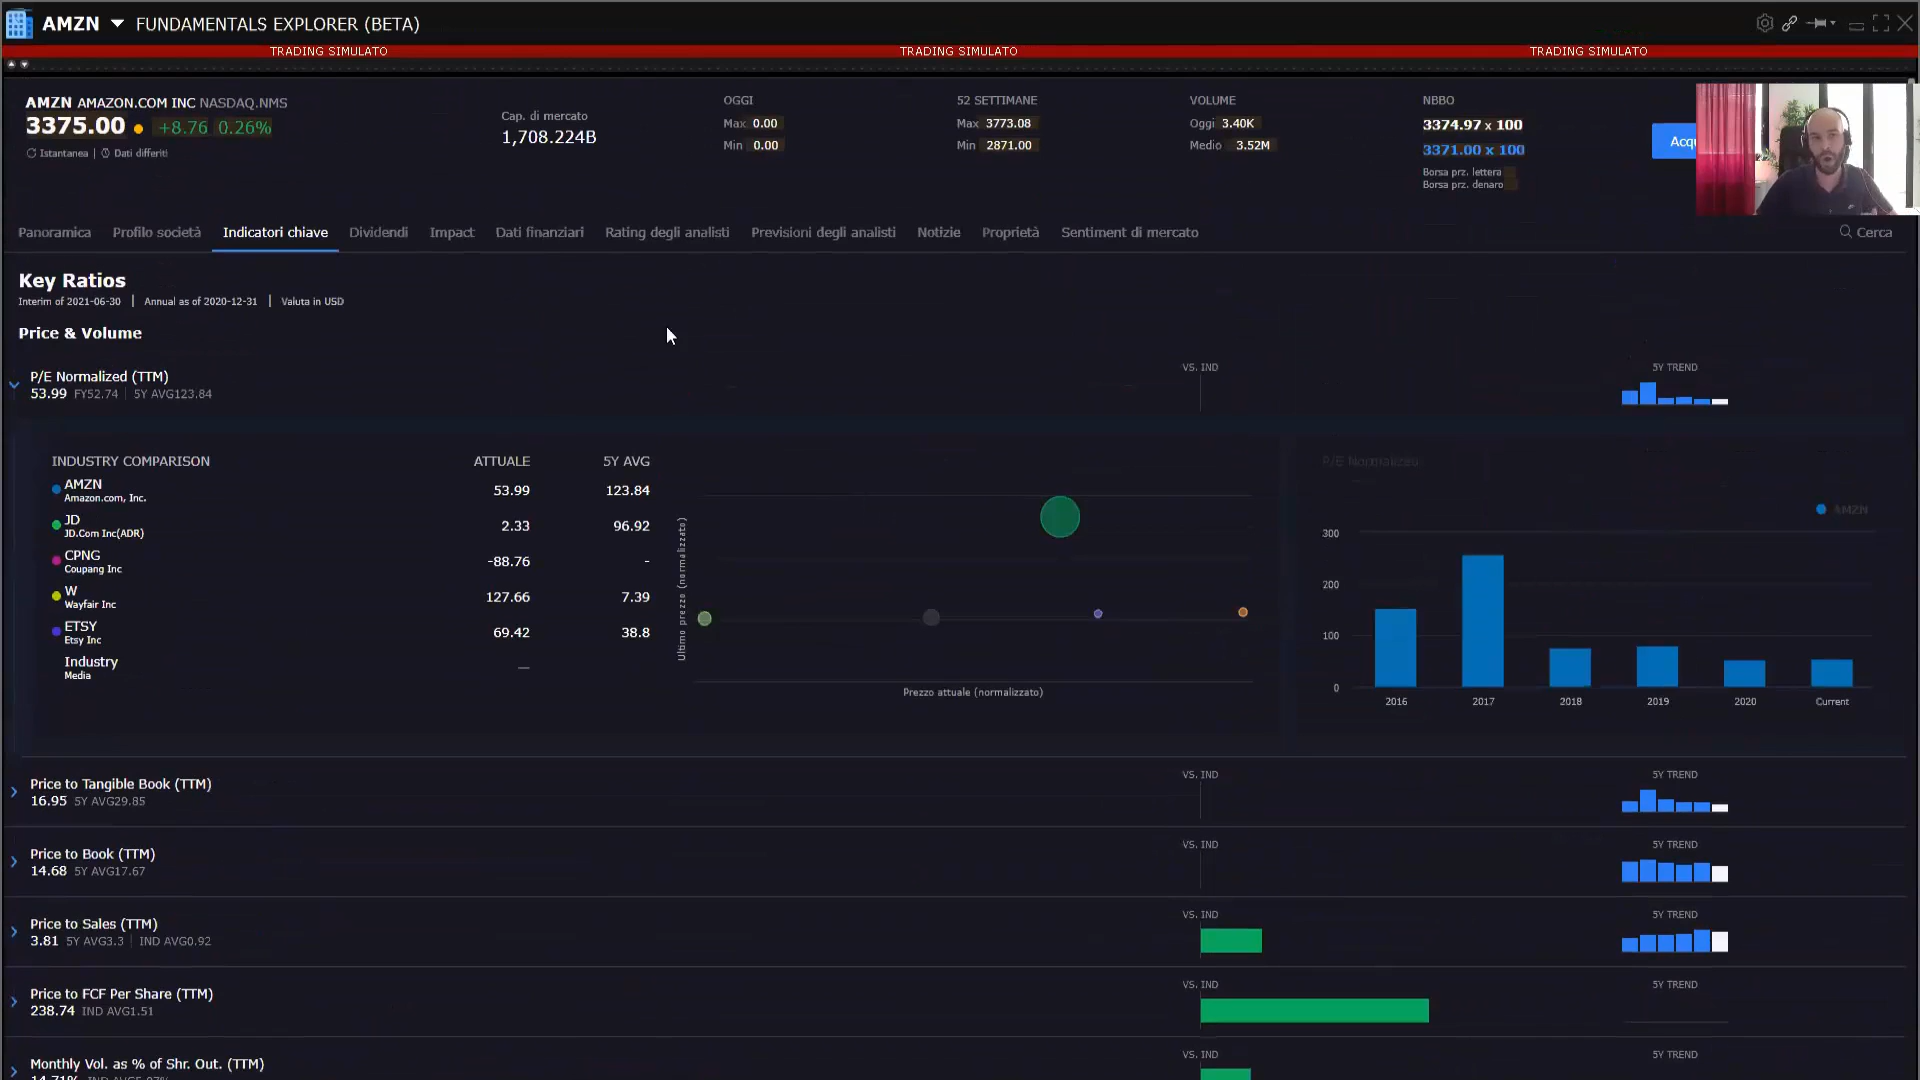 AMZN FUNDAMENTALS EXPLORER (BETA)
TRADING SIMULATO TRADING SIMULATO TRADING SIMULATO
AMZN AMAZON.COM INC NASDAQ.NMS
3375.00 +8.76 0.26%
Istantanea | Dati differiti
Cap. di mercato
1,708.224B
OGGI
Max 0.00
Min 0.00
52 SETTIMANE
Max 3773.08
Min 2871.00
VOLUME
Oggi 3.40K
Medio 3.52M
NBBO
3374.97 x 100
3371.00 x 100
Borsa prz. lettera
Borsa prz. denaro
Acqu
Panoramica Profilo società Indicatori chiave Dividendi Impact Dati finanziari Rating degli analisti Previsioni degli analisti Notizie Proprietà Sentiment di mercato Cerca
Key Ratios
Interim of 2021-06-30 | Annual as of 2020-12-31 | Valuta in USD
Price & Volume
P/E Normalized (TTM)
53.99 FY52.74 | 5Y AVG123.84
VS. IND
5Y TREND
INDUSTRY COMPARISON ATTUALE 5Y AVG
AMZN
Amazon.com, Inc.
53.99 123.84
JD
JD.Com Inc(ADR)
2.33 96.92
CPNG
Coupang Inc
-88.76 -
W
Wayfair Inc
127.66 7.39
ETSY
Etsy Inc
69.42 38.8
Industry
Media
—
Ultimo prezzo (normalizzato)
Prezzo attuale (normalizzato)
P/E Normalized
AMZN
300
200
100
0
2016 2017 2018 2019 2020 Current
Price to Tangible Book (TTM)
16.95 5Y AVG29.85
VS. IND
5Y TREND
Price to Book (TTM)
14.68 5Y AVG17.67
VS. IND
5Y TREND
Price to Sales (TTM)
3.81 5Y AVG3.3 | IND AVG0.92
VS. IND
5Y TREND
Price to FCF Per Share (TTM)
238.74 IND AVG1.51
VS. IND
5Y TREND
Monthly Vol. as % of Shr. Out. (TTM)
VS. IND
5Y TREND